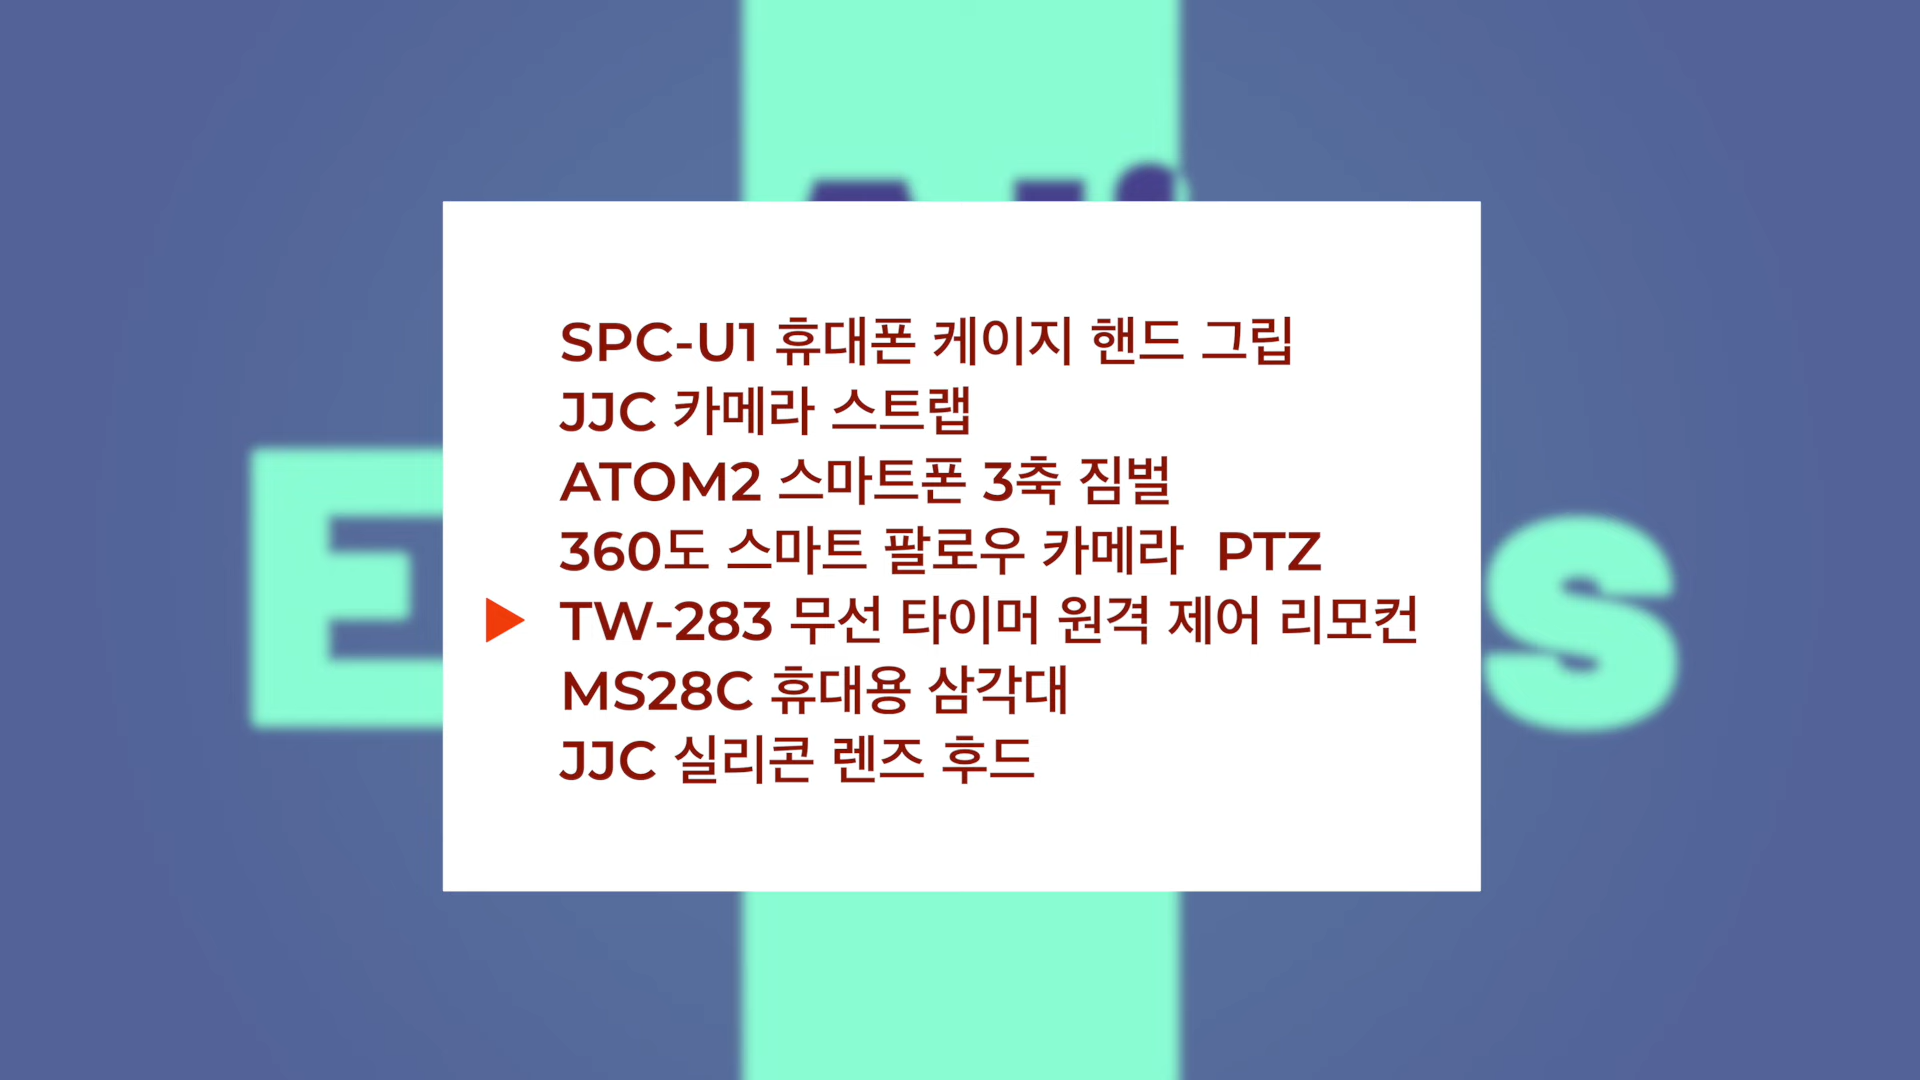 SPC-U1 휴대폰 케이지 핸드 그립
JJC 카메라 스트랩
ATOM2 스마트폰 3축 짐벌
360도 스마트 팔로우 카메라 PTZ
TW-283 무선 타이머 원격 제어 리모컨
MS28C 휴대용 삼각대
JJC 실리콘 렌즈 후드